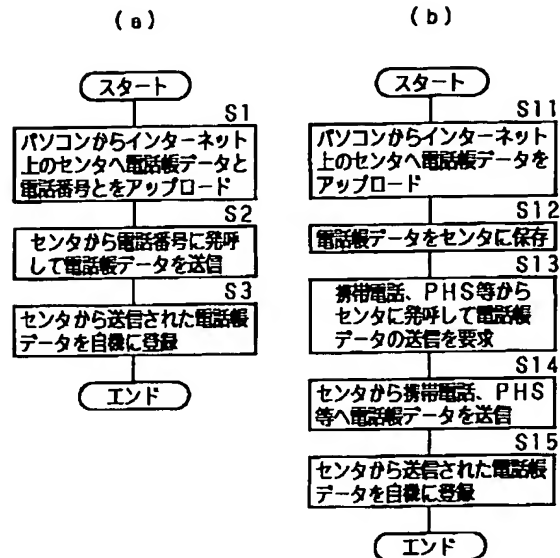 (a)
スタート
S1
パソコンからインターネット
上のセンタへ電話帳データと
電話番号とをアップロード
S2
センタから電話番号に発呼
して電話帳データを送信
S3
センタから送信された電話帳
データを自機に登録
エンド
(b)
スタート
S11
パソコンからインターネット
上のセンタへ電話帳データを
アップロード
S12
電話帳データをセンタに保存
S13
携帯電話、PHS等から
センタに発呼して電話帳
データの送信を要求
S14
センタから携帯電話、PHS
等へ電話帳データを送信
S15
センタから送信された電話帳
データを自機に登録
エンド